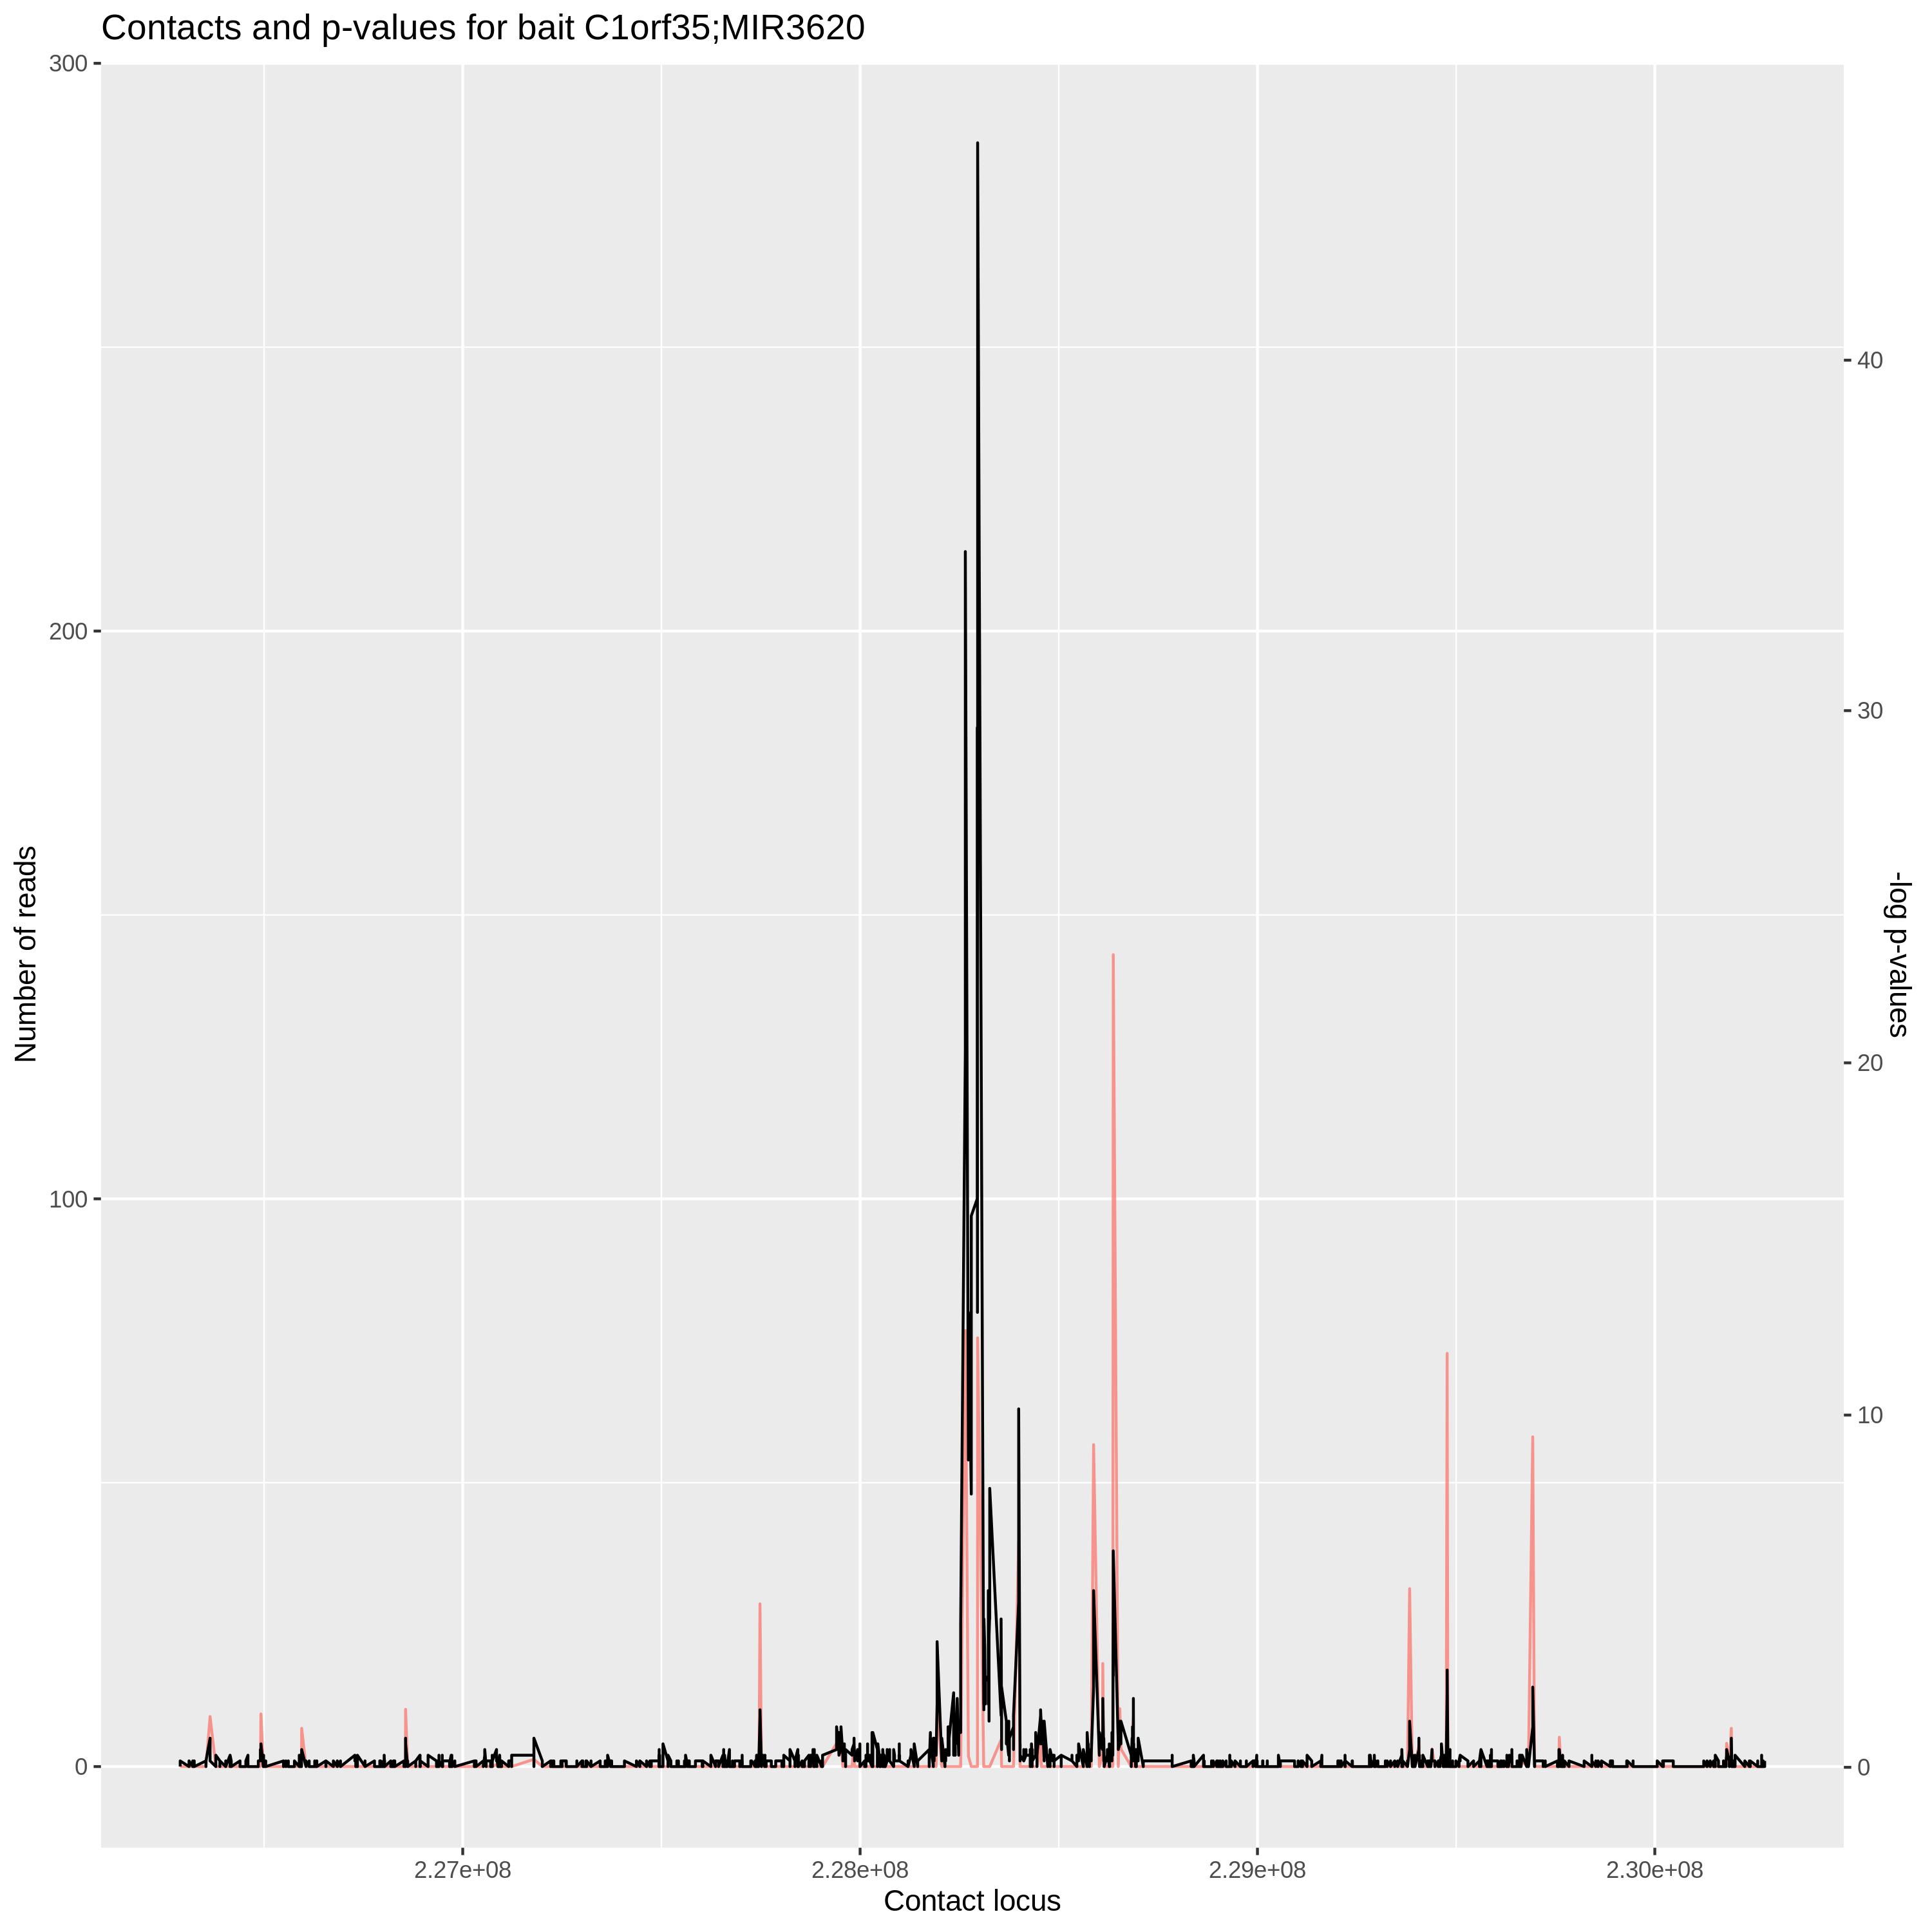 Contacts and p-values for bait C1orf35;MIR3620
300
200
100
0
Number of reads
40
30
20
10
0
-log p-values
2.27e+08 2.28e+08 2.29e+08 2.30e+08
Contact locus